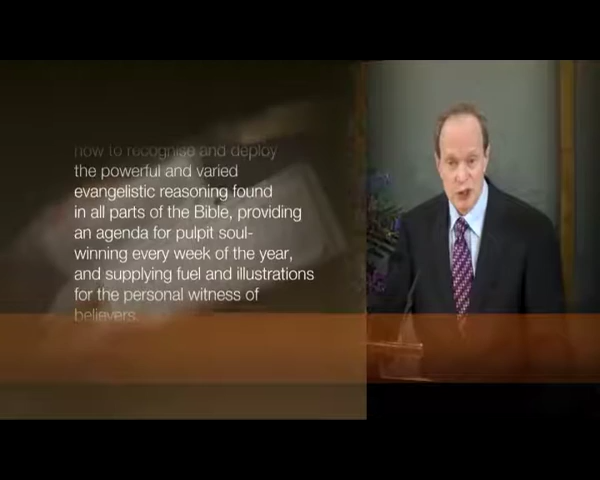 how to recognise and deploy
the powerful and varied
evangelistic reasoning found
in all parts of the Bible, providing
an agenda for pulpit soul-
winning every week of the year,
and supplying fuel and illustrations
for the personal witness of
believers.